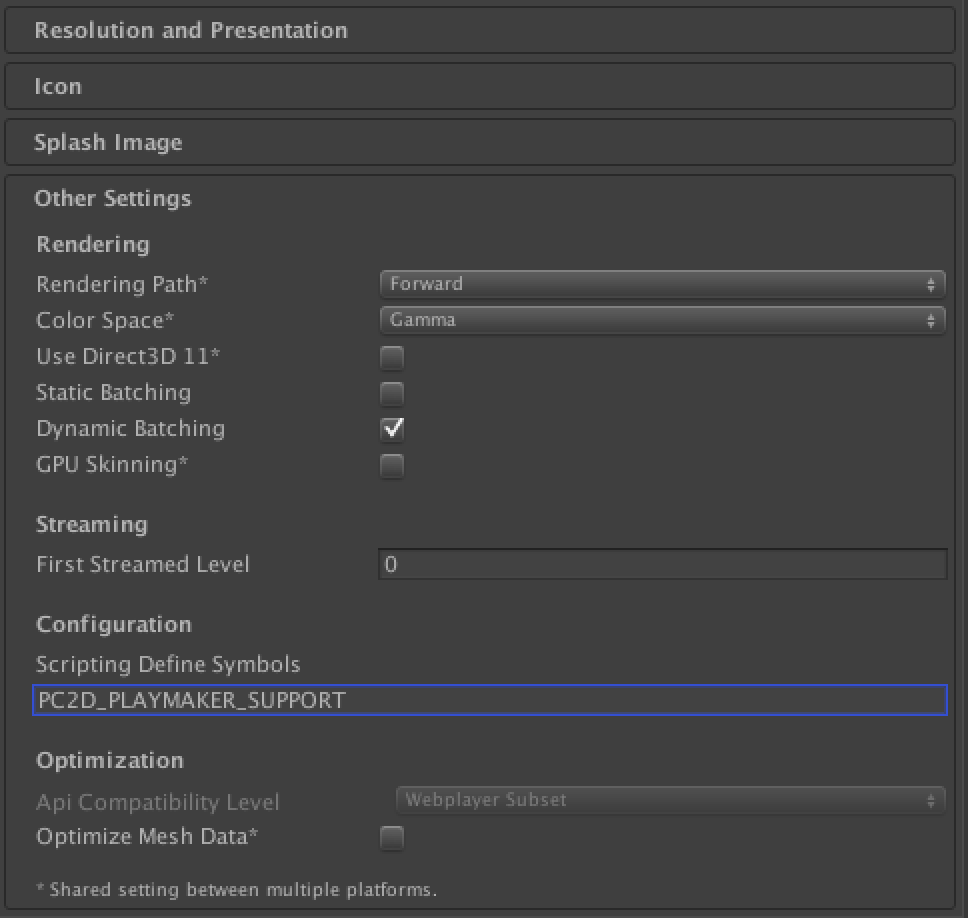 Resolution and Presentation
Icon
Splash Image
Other Settings
Rendering
Rendering Path* Forward
Color Space* Gamma
Use Direct3D 11*
Static Batching
Dynamic Batching
GPU Skinning*
Streaming
First Streamed Level 0
Configuration
Scripting Define Symbols
PC2D_PLAYMAKER_SUPPORT
Optimization
Api Compatibility Level Webplayer Subset
Optimize Mesh Data*
* Shared setting between multiple platforms.